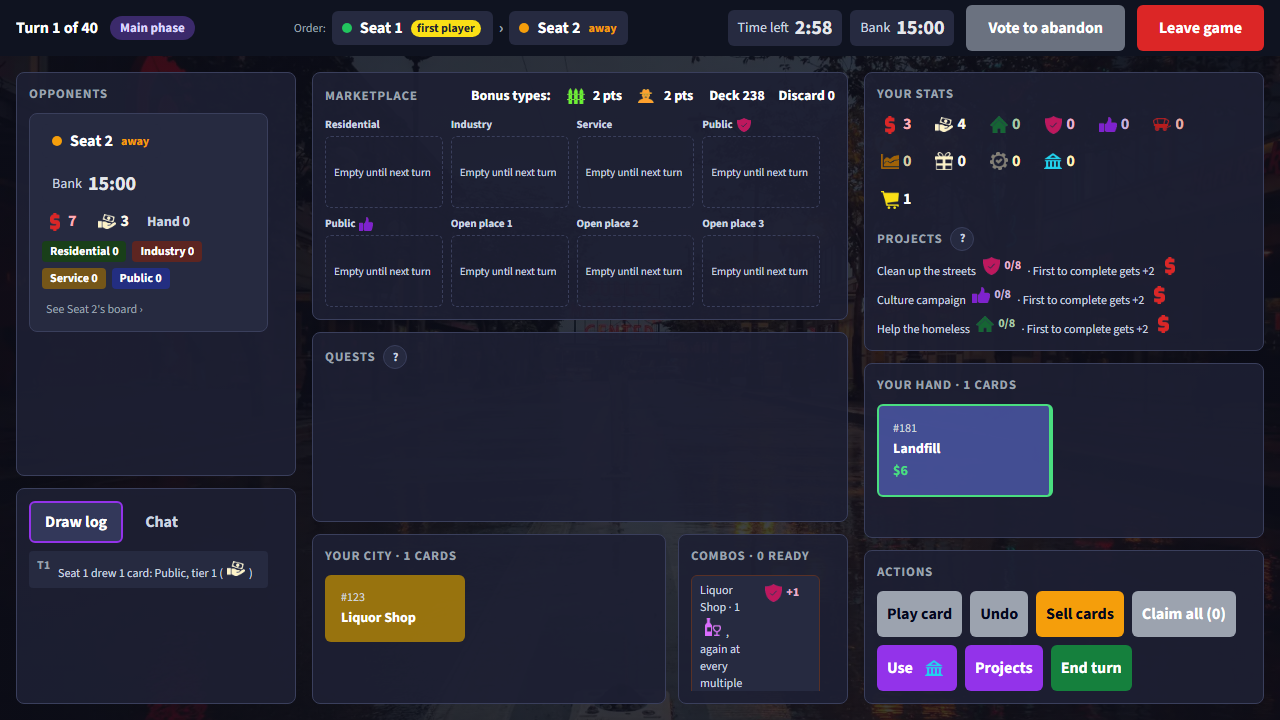 Turn 1 of 40 Main phase Order: Seat 1 first player › Seat 2 away Time left 2:58 Bank 15:00 Vote to abandon Leave game
OPPONENTS
Seat 2 away
Bank 15:00
7 3 Hand 0
Residential 0 Industry 0
Service 0 Public 0
See Seat 2's board ›
Draw log Chat
T1 Seat 1 drew 1 card: Public, tier 1 ( )
MARKETPLACE Bonus types: 2 pts 2 pts Deck 238 Discard 0
Residential Industry Service Public
Empty until next turn Empty until next turn Empty until next turn Empty until next turn
Public Open place 1 Open place 2 Open place 3
Empty until next turn Empty until next turn Empty until next turn Empty until next turn
QUESTS ?
YOUR CITY · 1 CARDS
#123
Liquor Shop
COMBOS · 0 READY
Liquor
Shop · 1 +1
,
again at
every
multiple
YOUR STATS
3 4 0 0 0 0
0 0 0 0
1
PROJECTS ?
Clean up the streets 0/8 · First to complete gets +2
Culture campaign 0/8 · First to complete gets +2
Help the homeless 0/8 · First to complete gets +2
YOUR HAND · 1 CARDS
#181
Landfill
$6
ACTIONS
Play card Undo Sell cards Claim all (0)
Use Projects End turn